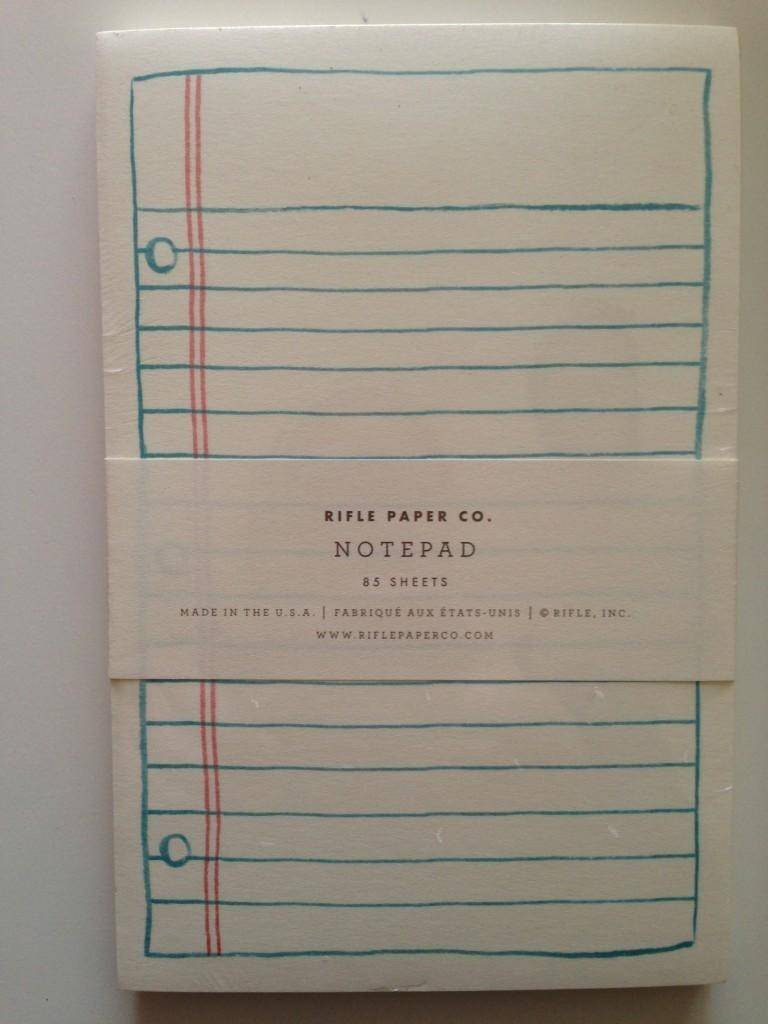 RIFLE PAPER CO.
NOTEPAD
85 SHEETS
MADE IN THE U.S.A. | FABRIQUÉ AUX ÉTATS-UNIS | © RIFLE, INC.
WWW.RIFLEPAPERCO.COM